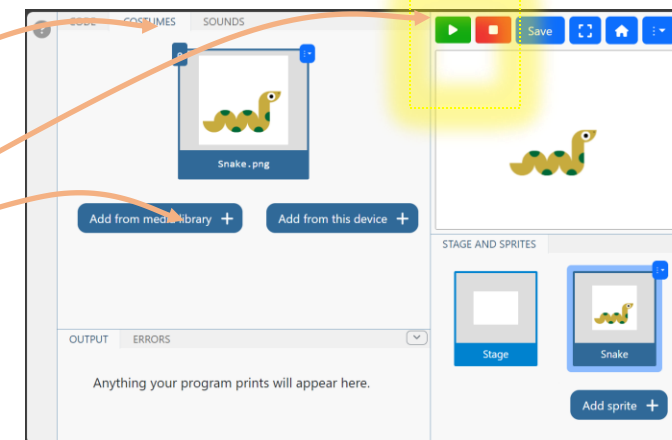 CODE COSTUMES SOUNDS
Save
0
Snake.png
Add from media library +
Add from this device +
STAGE AND SPRITES
Stage
Snake
Add sprite +
OUTPUT ERRORS
Anything your program prints will appear here.